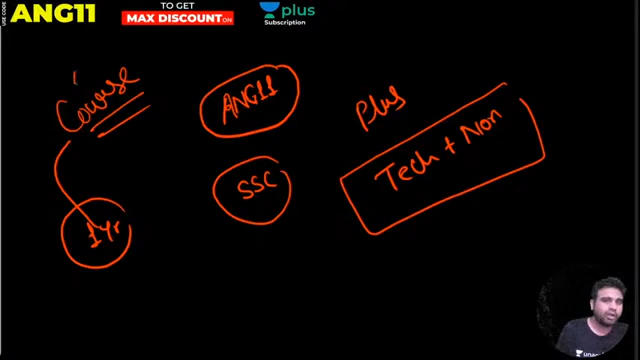 USE CODE
ANG11
TO GET
MAX DISCOUNT
ON
plus
Subscription
Course
ANG11
Plus
SSC
Tech + Non
1 Yr